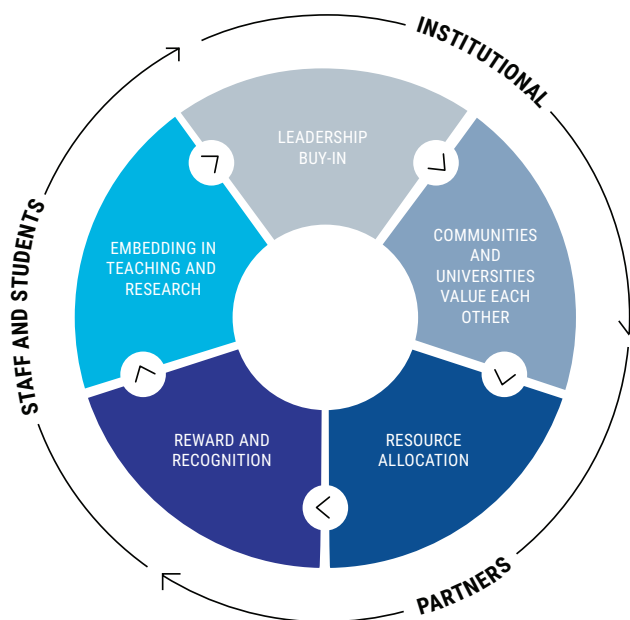 INSTITUTIONAL
LEADERSHIP
BUY-IN
COMMUNITIES
AND
UNIVERSITIES
VALUE EACH
OTHER
EMBEDDING IN
TEACHING AND
RESEARCH
STAFF AND STUDENTS
REWARD AND
RECOGNITION
RESOURCE
ALLOCATION
PARTNERS